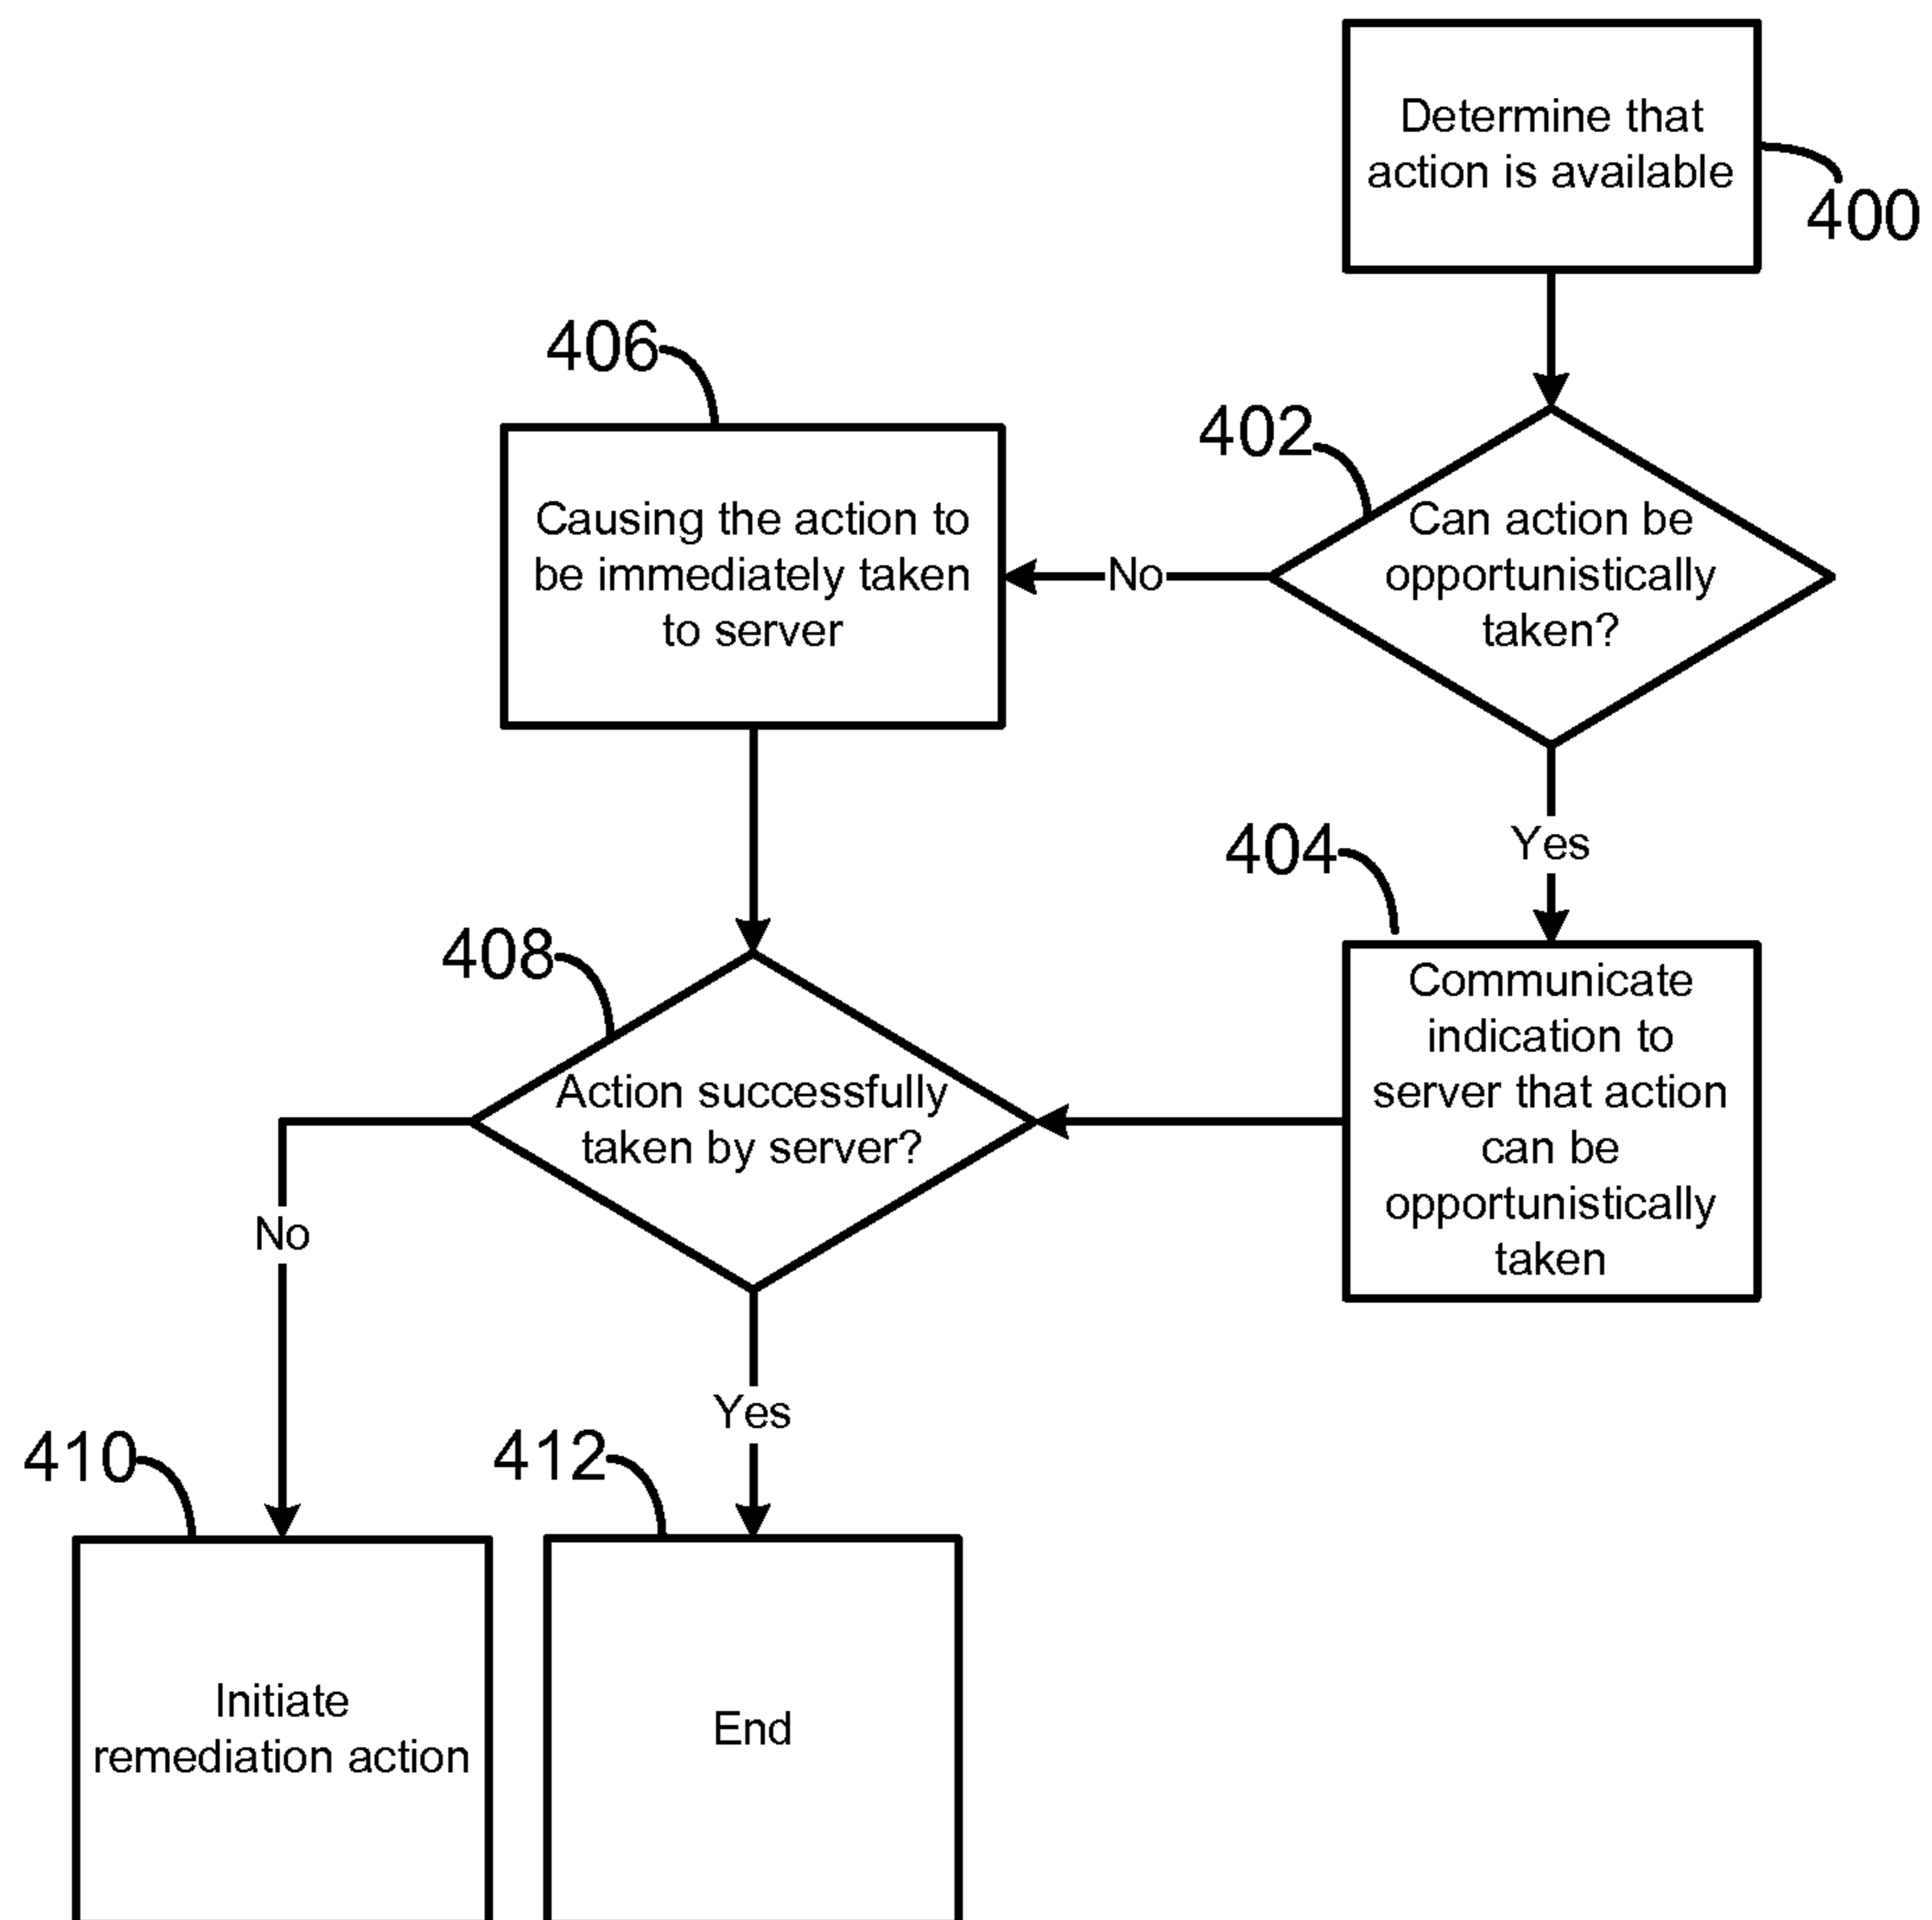 Determine that
action is available
400
406
402
Causing the action to
be immediately taken
to server
No
Can action be
opportunistically
taken?
Yes
404
408
Communicate
indication to
server that action
can be
opportunistically
taken
Action successfully
taken by server?
No
Yes
410
412
Initiate
remediation action
End